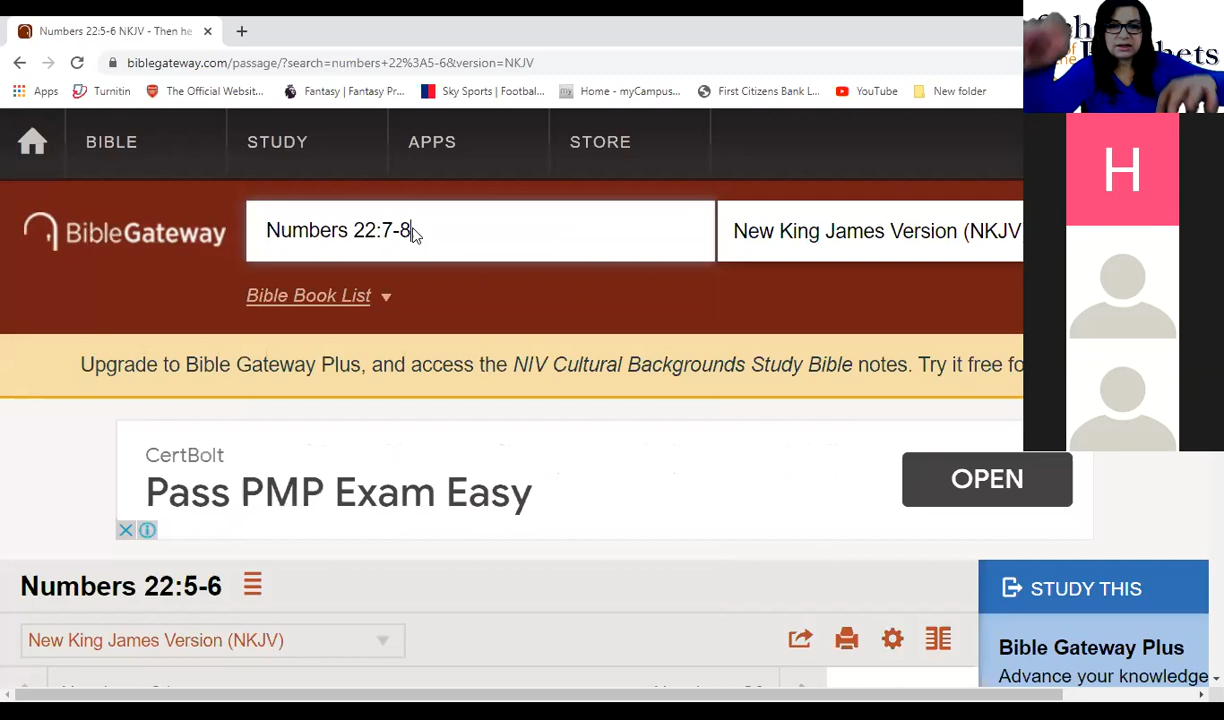 Numbers 22:5-6 NKJV - Then he
biblegateway.com/passage/?search=numbers+22%3A5-6&version=NKJV
Apps Turnitin The Official Websit... Fantasy | Fantasy Pr... Sky Sports | Footbal... Home - myCampus... First Citizens Bank L... YouTube New folder
of the
BIBLE STUDY APPS STORE
BibleGateway
Numbers 22:7-8
New King James Version (NKJV)
Bible Book List
Upgrade to Bible Gateway Plus, and access the NIV Cultural Backgrounds Study Bible notes. Try it free fo
CertBolt
Pass PMP Exam Easy
OPEN
H
Numbers 22:5-6
STUDY THIS
New King James Version (NKJV)
Bible Gateway Plus
Advance your knowledge